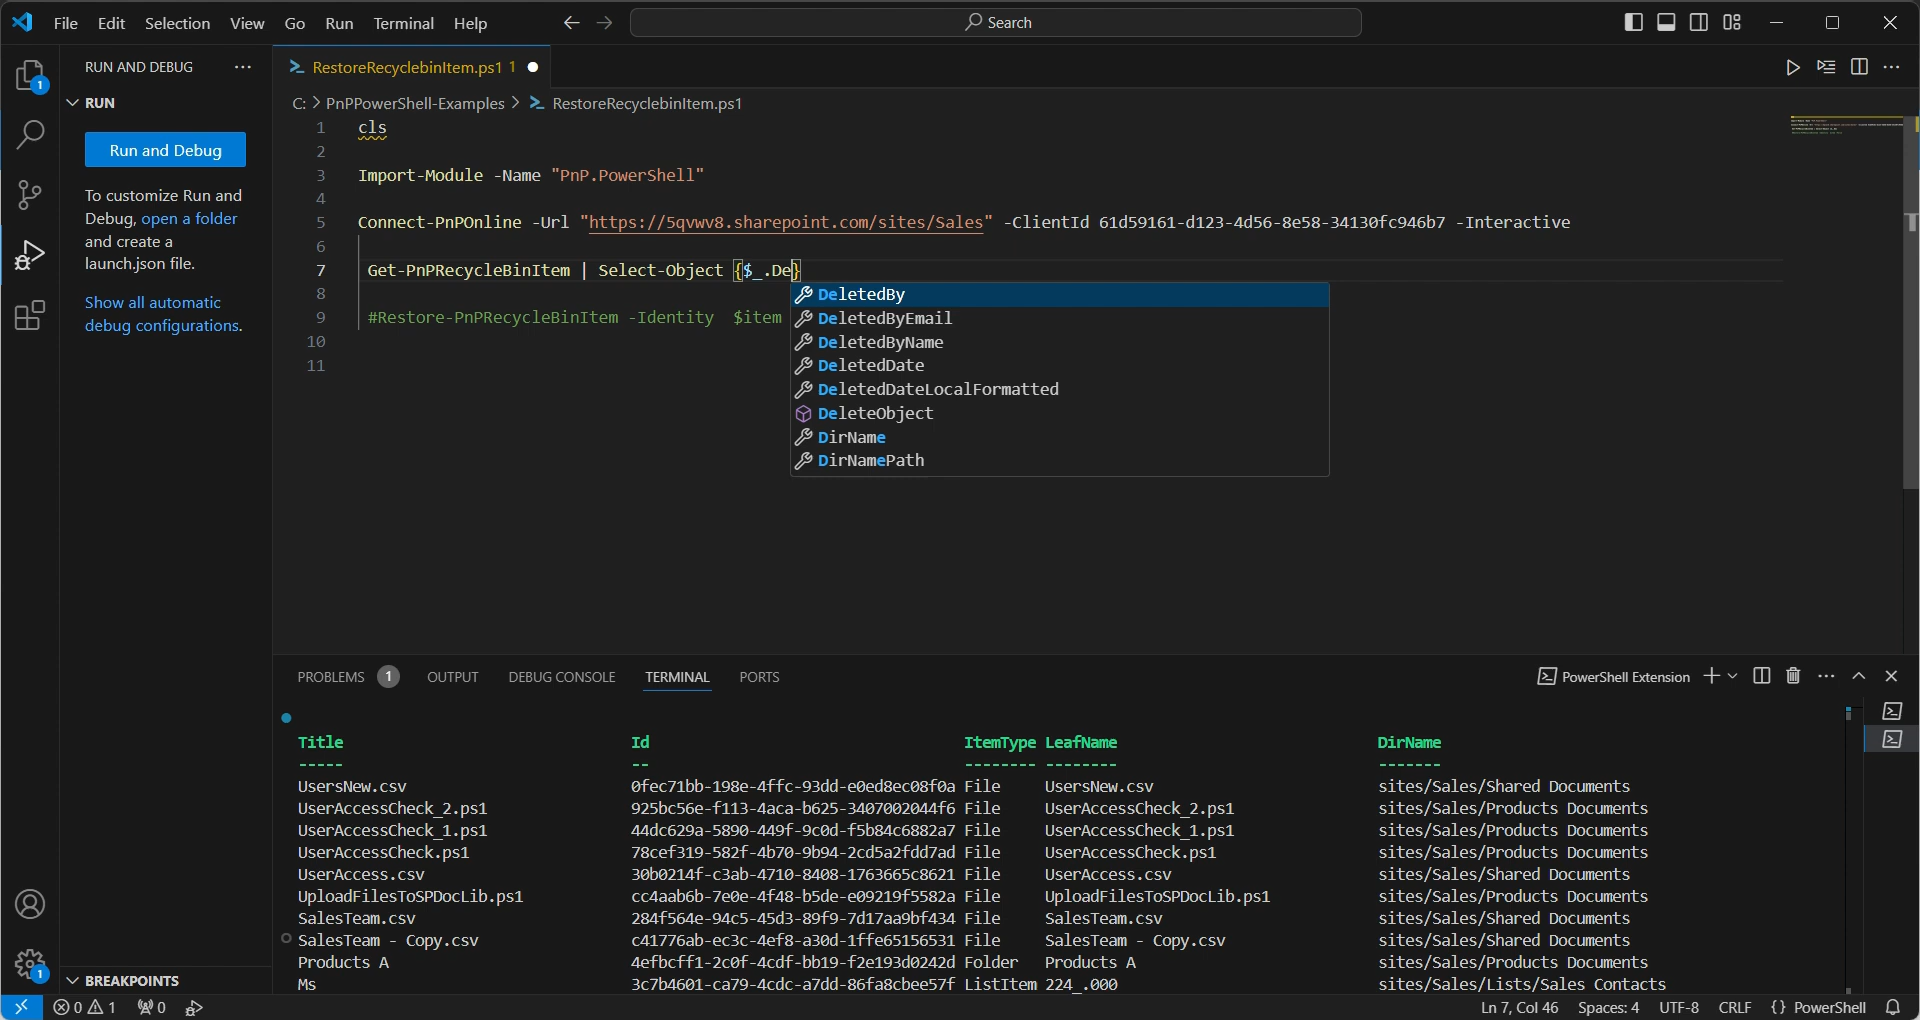 File Edit Selection View Go Run Terminal Help
Search
RUN AND DEBUG
RUN
Run and Debug
To customize Run and
Debug, open a folder
and create a
launch.json file.
Show all automatic
debug configurations.
BREAKPOINTS
1
1
RestoreRecyclebinItem.ps1 1
C: > PnPPowerShell-Examples > RestoreRecyclebinItem.ps1
1 cls
2
3 Import-Module -Name "PnP.PowerShell"
4
5 Connect-PnPOnline -Url "https://5qvwv8.sharepoint.com/sites/Sales" -ClientId 61d59161-d123-4d56-8e58-34130fc946b7 -Interactive
6
7 Get-PnPRecycleBinItem | Select-Object {$_.De}
8
9 #Restore-PnPRecycleBinItem -Identity $item
10
11
DeletedBy
DeletedByEmail
DeletedByName
DeletedDate
DeletedDateLocalFormatted
DeleteObject
DirName
DirNamePath
PROBLEMS 1 OUTPUT DEBUG CONSOLE TERMINAL PORTS
PowerShell Extension
Title Id ItemType LeafName DirName
----- -- -------- -------- -------
UsersNew.csv 0fec71bb-198e-4ffc-93dd-e0ed8ec08f0a File UsersNew.csv sites/Sales/Shared Documents
UserAccessCheck_2.ps1 925bc56e-f113-4aca-b625-3407002044f6 File UserAccessCheck_2.ps1 sites/Sales/Products Documents
UserAccessCheck_1.ps1 44dc629a-5890-449f-9c0d-f5b84c6882a7 File UserAccessCheck_1.ps1 sites/Sales/Products Documents
UserAccessCheck.ps1 78cef319-582f-4b70-9b94-2cd5a2fdd7ad File UserAccessCheck.ps1 sites/Sales/Products Documents
UserAccess.csv 30b0214f-c3ab-4710-8408-1763665c8621 File UserAccess.csv sites/Sales/Products Documents
UploadFilesToSPDocLib.ps1 cc4aab6b-7e0e-4f48-b5de-e09219f5582a File UploadFilesToSPDocLib.ps1 sites/Sales/Products Documents
SalesTeam.csv 284f564e-94c5-45d3-89f9-7d17aa9bf434 File SalesTeam.csv sites/Sales/Shared Documents
SalesTeam - Copy.csv c41776ab-ec3c-4ef8-a30d-1ffe65156531 File SalesTeam - Copy.csv sites/Sales/Shared Documents
Products A 4efbcff1-2c0f-4cdf-bb19-f2e193d0242d Folder Products A sites/Sales/Products Documents
Ms 3c7b4601-ca79-4cdc-a7dd-86fa8cbee57f ListItem 224_.000 sites/Sales/Lists/Sales Contacts
0 1 0 Ln 7, Col 46 Spaces: 4 UTF-8 CRLF {} PowerShell